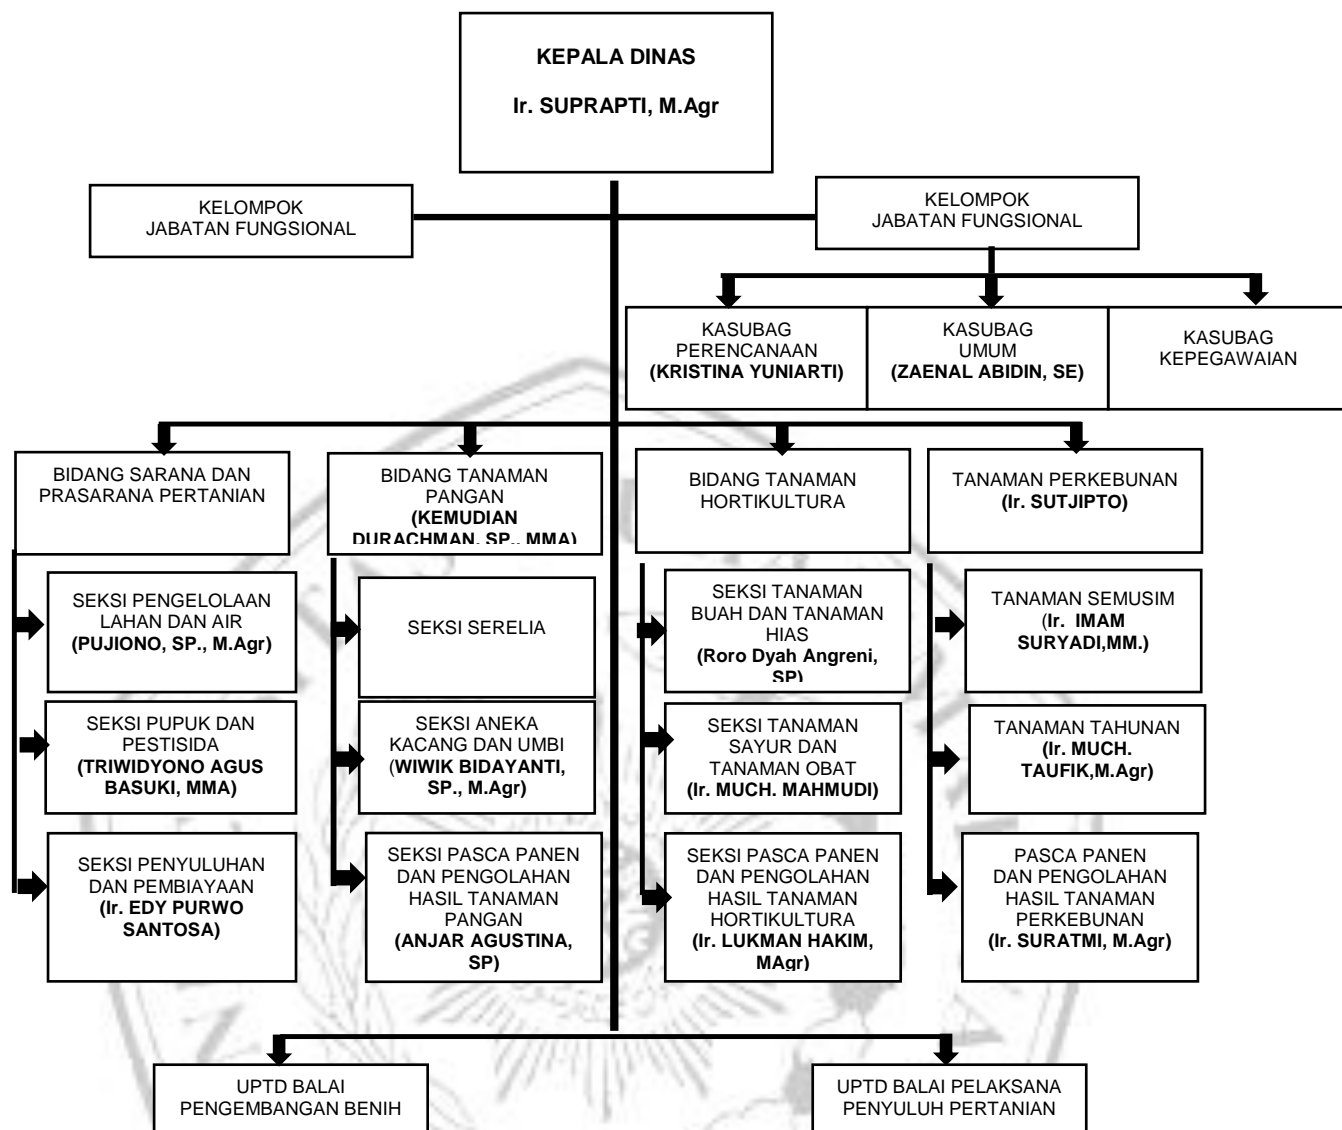 KEPALA DINAS
Ir. SUPRAPTI, M.Agr
KELOMPOK
JABATAN FUNGSIONAL
KELOMPOK
JABATAN FUNGSIONAL
KASUBAG
PERENCANAAN
(KRISTINA YUNIARTI)
KASUBAG
UMUM
(ZAENAL ABIDIN, SE)
KASUBAG
KEPEGAWAIAN
BIDANG SARANA DAN
PRASARANA PERTANIAN
BIDANG TANAMAN
PANGAN
(KEMUDIAN
DURACHMAN, SP., MMA)
BIDANG TANAMAN
HORTIKULTURA
TANAMAN PERKEBUNAN
(Ir. SUTJIPTO)
SEKSI PENGELOLAAN
LAHAN DAN AIR
(PUJIONO, SP., M.Agr)
SEKSI SERELIA
SEKSI TANAMAN
BUAH DAN TANAMAN
HIAS
(Roro Dyah Angreni,
SP)
TANAMAN SEMUSIM
(Ir.  IMAM
SURYADI,MM.)
SEKSI PUPUK DAN
PESTISIDA
(TRIWIDYONO AGUS
BASUKI, MMA)
SEKSI ANEKA
KACANG DAN UMBI
(WIWIK BIDAYANTI,
SP., M.Agr)
SEKSI TANAMAN
SAYUR DAN
TANAMAN OBAT
(Ir. MUCH. MAHMUDI)
TANAMAN TAHUNAN
(Ir. MUCH.
TAUFIK,M.Agr)
SEKSI PENYULUHAN
DAN PEMBIAYAAN
(Ir. EDY PURWO
SANTOSA)
SEKSI PASCA PANEN
DAN PENGOLAHAN
HASIL TANAMAN
PANGAN
(ANJAR AGUSTINA,
SP)
SEKSI PASCA PANEN
DAN PENGOLAHAN
HASIL TANAMAN
HORTIKULTURA
(Ir. LUKMAN HAKIM,
MAgr)
PASCA PANEN
DAN PENGOLAHAN
HASIL TANAMAN
PERKEBUNAN
(Ir. SURATMI, M.Agr)
UPTD BALAI
PENGEMBANGAN BENIH
UPTD BALAI PELAKSANA
PENYULUH PERTANIAN